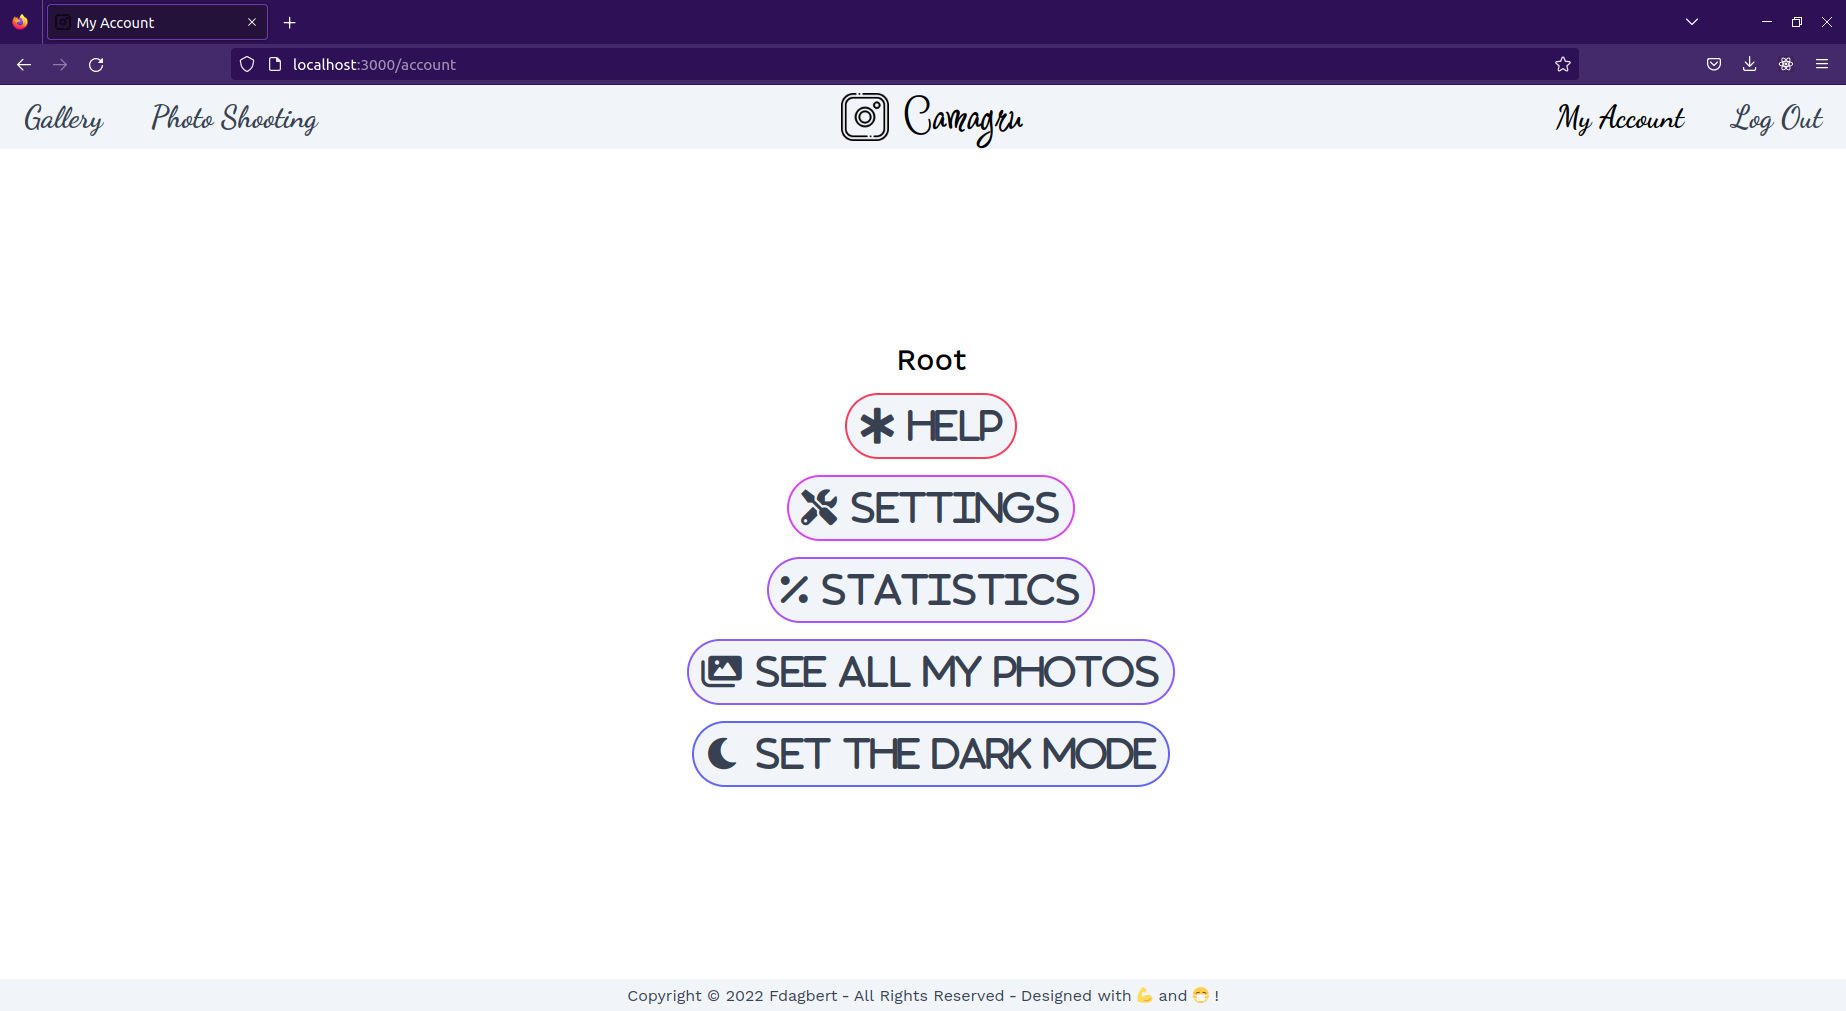 My Account
localhost:3000/account
Gallery Photo Shooting Camagru My Account Log Out
Root
HELP
SETTINGS
STATISTICS
SEE ALL MY PHOTOS
SET THE DARK MODE
Copyright © 2022 Fdagbert - All Rights Reserved - Designed with 💪 and 😷 !